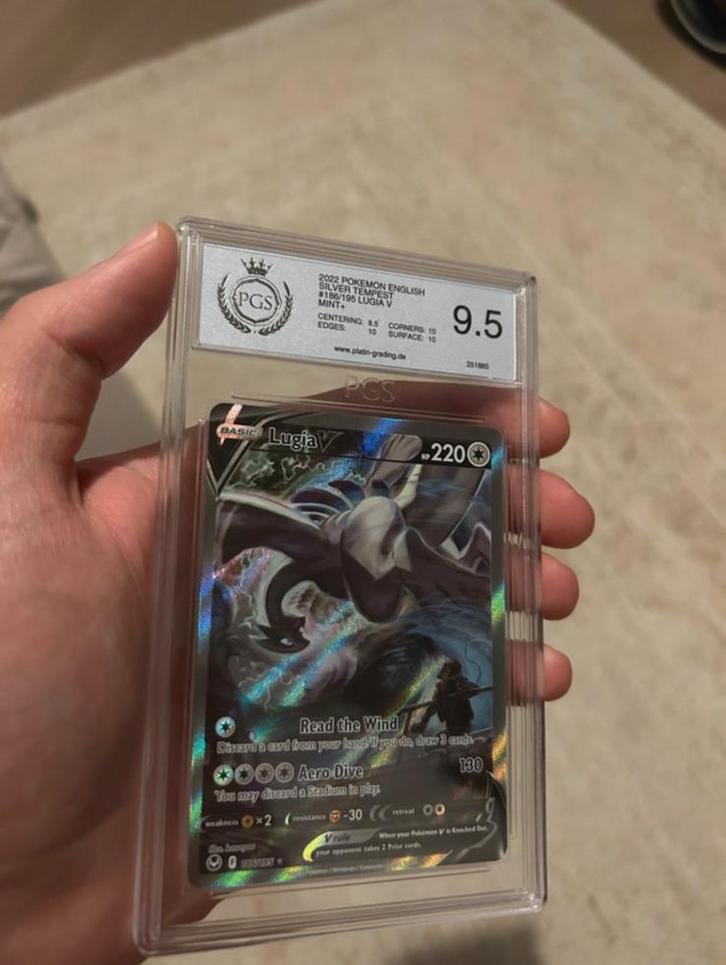 PGS
2022 POKEMON ENGLISH
SILVER TEMPEST
#186/195 LUGIA V
MINT+
CENTERING: 8.5 CORNERS: 10
EDGES: 10 SURFACE: 10
9.5
www.platin-grading.de
251885
PGS
BASIC Lugia V HP 220
Read the Wind
Discard a card from your hand. If you do, draw 3 cards.
Aero Dive 130
You may discard a Stadium in play.
weakness ×2 resistance -30 retreat
V rule When your Pokémon V is Knocked Out,
your opponent takes 2 Prize cards.
186/195